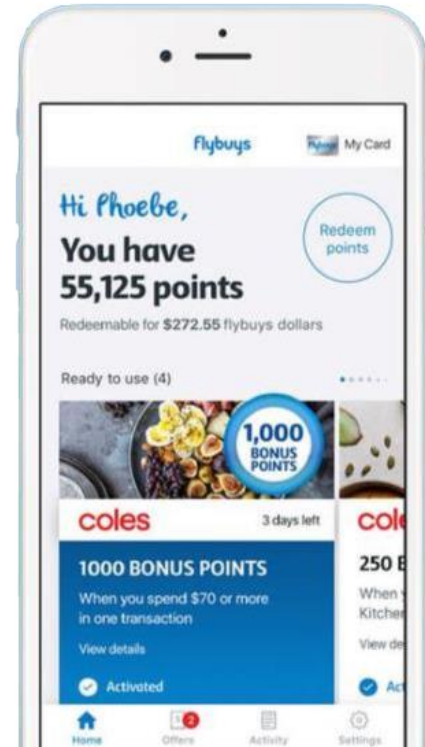 flybuys
My Card
Hi Phoebe,
Redeem
points
You have
55,125 points
Redeemable for $272.55 flybuys dollars
Ready to use (4)
1,000
BONUS
POINTS
coles
3 days left
1000 BONUS POINTS
When you spend $70 or more
in one transaction
View details
Activated
250
When
Kitchen
View
Home
2
Offers
Activity
Settings